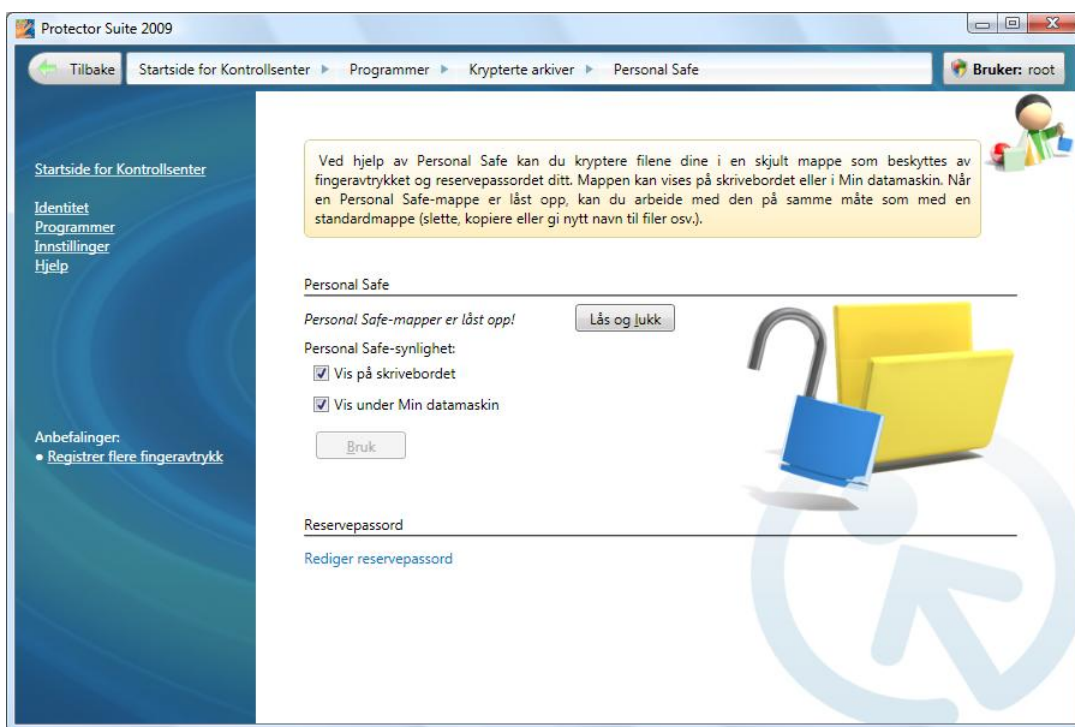 Protector Suite 2009
Tilbake Startside for Kontrollsenter Programmer Krypterte arkiver Personal Safe Bruker: root
Startside for Kontrollsenter
Identitet
Programmer
Innstillinger
Hjelp
Anbefalinger:
• Registrer flere fingeravtrykk
Ved hjelp av Personal Safe kan du kryptere filene dine i en skjult mappe som beskyttes av
fingeravtrykket og reservepassordet ditt. Mappen kan vises på skrivebordet eller i Min datamaskin. Når
en Personal Safe-mappe er låst opp, kan du arbeide med den på samme måte som med en
standardmappe (slette, kopiere eller gi nytt navn til filer osv.).
Personal Safe
Personal Safe-mapper er låst opp! Lås og lukk
Personal Safe-synlighet:
Vis på skrivebordet
Vis under Min datamaskin
Bruk
Reservepassord
Rediger reservepassord